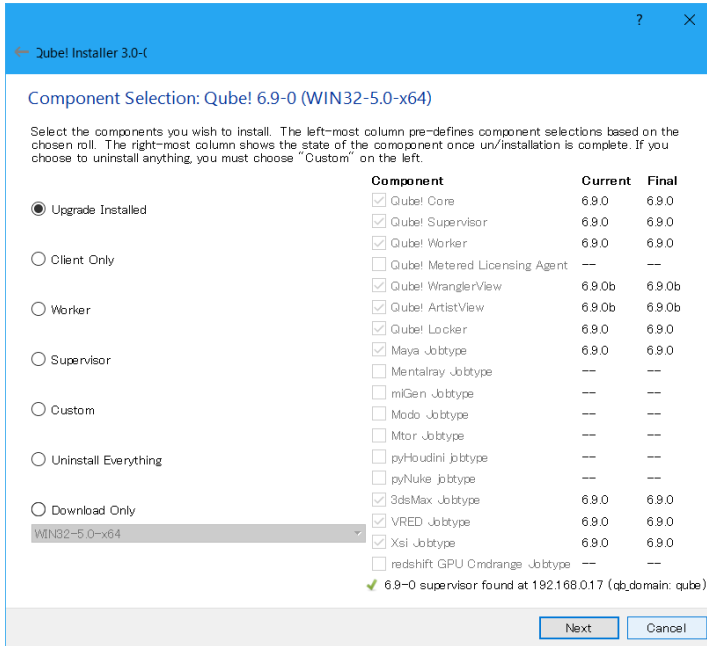 ? ✕
← Qube! Installer 3.0-(
Component Selection: Qube! 6.9-0 (WIN32-5.0-x64)
Select the components you wish to install. The left-most column pre-defines component selections based on the
chosen roll. The right-most column shows the state of the comoponent once un/installation is complete. If you
choose to uninstall anything, you must choose "Custom" on the left.
Component Current Final
Upgrade Installed
Client Only
Worker
Supervisor
Custom
Uninstall Everything
Download Only
WIN32-5.0-x64
Qube! Core 6.9.0 6.9.0
Qube! Supervisor 6.9.0 6.9.0
Qube! Worker 6.9.0 6.9.0
Qube! Metered Licensing Agent -- --
Qube! WranglerView 6.9.0b 6.9.0b
Qube! ArtistView 6.9.0b 6.9.0b
Qube! Locker 6.9.0 6.9.0
Maya Jobtype 6.9.0 6.9.0
Mentalray Jobtype -- --
miGen Jobtype -- --
Modo Jobtype -- --
Mtor Jobtype -- --
pyHoudini jobtype -- --
pyNuke jobtype -- --
3dsMax Jobtype 6.9.0 6.9.0
VRED Jobtype 6.9.0 6.9.0
Xsi Jobtype 6.9.0 6.9.0
redshift GPU Cmdrange Jobtype -- --
6.9-0 supervisor found at 192.168.0.17 (qb_domain: qube)
Next Cancel